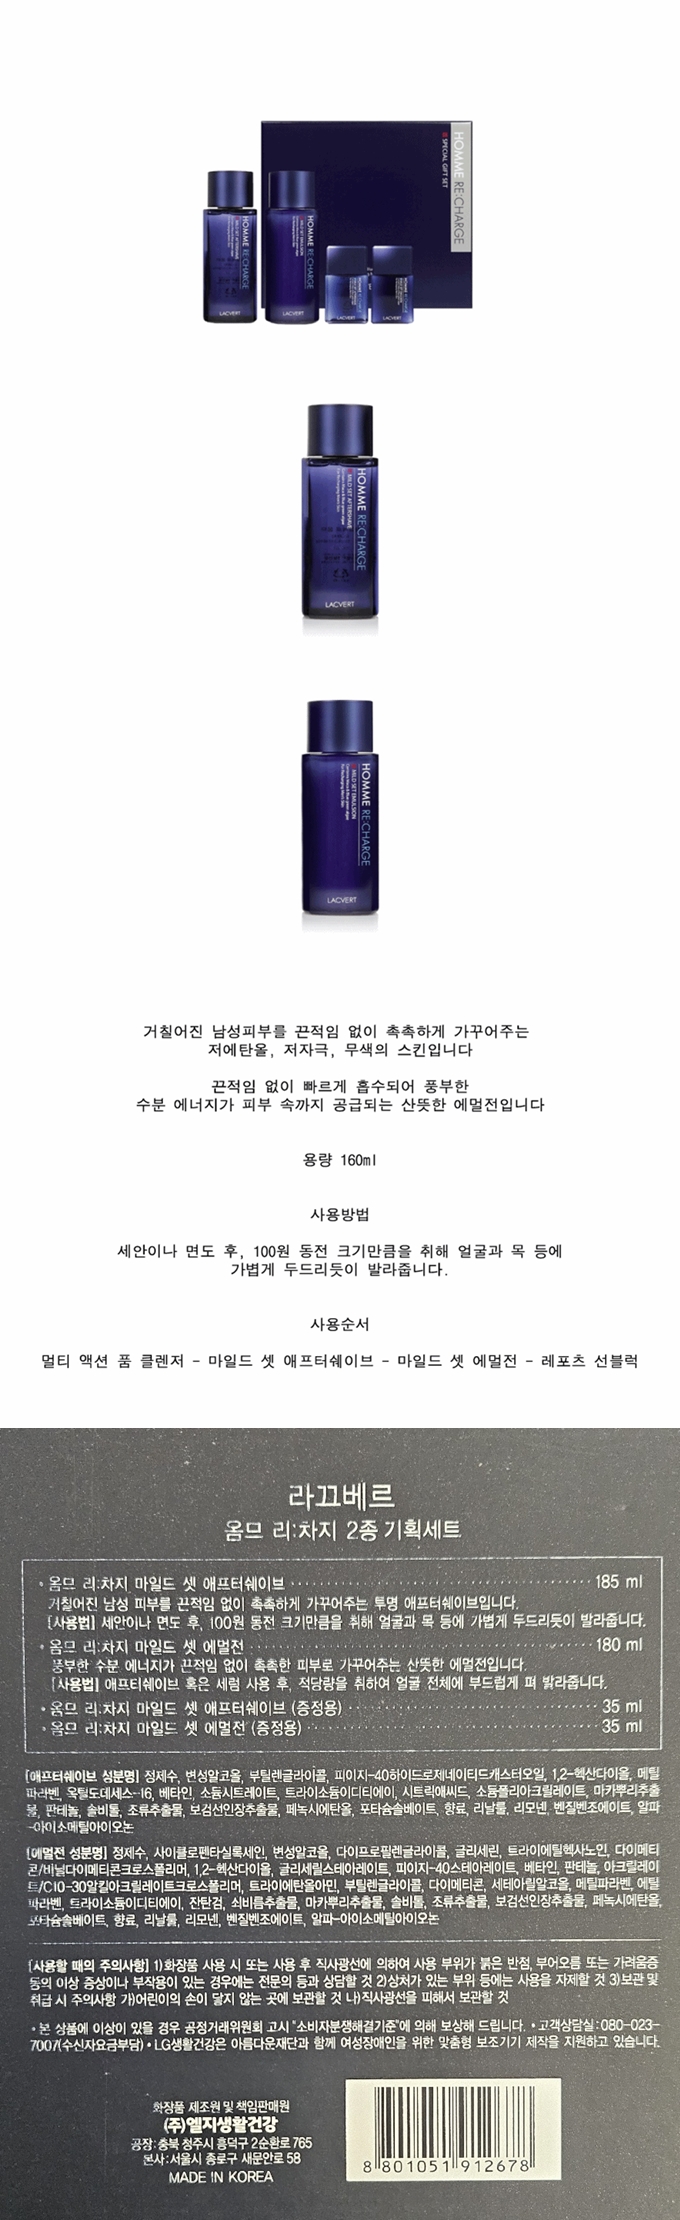 HOMME RE:CHARGE
SPECIAL GIFT SET
HOMME RE:CHARGE
MILD SET AFTERSHAVE
LACVERT
HOMME RE:CHARGE
MILD SET EMULSION
LACVERT
LACVERT
LACVERT
HOMME RE:CHARGE
MILD SET AFTERSHAVE
LACVERT
HOMME RE:CHARGE
MILD SET EMULSION
LACVERT
거칠어진 남성피부를 끈적임 없이 촉촉하게 가꾸어주는
저에탄올, 저자극, 무색의 스킨입니다
끈적임 없이 빠르게 흡수되어 풍부한
수분 에너지가 피부 속까지 공급되는 산뜻한 에멀전입니다
용량 160ml
사용방법
세안이나 면도 후, 100원 동전 크기만큼을 취해 얼굴과 목 등에
가볍게 두드리듯이 발라줍니다.
사용순서
멀티 액션 폼 클렌저 - 마일드 셋 애프터쉐이브 - 마일드 셋 에멀전 - 레포츠 선블럭
라끄베르
옴므 리:차지 2종 기획세트
• 옴므 리:차지 마일드 셋 애프터쉐이브 185 ml
거칠어진 남성 피부를 끈적임 없이 촉촉하게 가꾸어주는 투명 애프터쉐이브입니다.
[사용법] 세안이나 면도 후, 100원 동전 크기만큼을 취해 얼굴과 목 등에 가볍게 두드리듯이 발라줍니다.
• 옴므 리:차지 마일드 셋 에멀전 180 ml
풍부한 수분 에너지가 끈적임 없이 촉촉한 피부로 가꾸어주는 산뜻한 에멀전입니다.
[사용법] 애프터쉐이브 혹은 세럼 사용 후, 적당량을 취하여 얼굴 전체에 부드럽게 펴 발라줍니다.
• 옴므 리:차지 마일드 셋 애프터쉐이브 (증정용) 35 ml
• 옴므 리:차지 마일드 셋 에멀전 (증정용) 35 ml
[애프터쉐이브 성분명] 정제수, 변성알코올, 부틸렌글라이콜, 피이지-40하이드로제네이티드캐스터오일, 1,2-헥산다이올, 메틸
파라벤, 옥틸도데세스-16, 베타인, 소듐시트레이트, 트라이소듐이디티에이, 시트릭애씨드, 소듐폴리아크릴레이트, 마카뿌리추출
물, 판테놀, 솔비톨, 조류추출물, 보검선인장추출물, 페녹시에탄올, 포타슘솔베이트, 향료, 리날룰, 리모넨, 벤질벤조에이트, 알파
-아이소메틸아이오논
[에멀전 성분명] 정제수, 사이클로펜타실록세인, 변성알코올, 다이프로필렌글라이콜, 글리세린, 트라이에틸헥사노인, 다이메티
콘/비닐다이메티콘크로스폴리머, 1,2-헥산다이올, 글리세릴스테아레이트, 피이지-40스테아레이트, 베타인, 판테놀, 아크릴레이
트/C10-30알킬아크릴레이트크로스폴리머, 트라이에탄올아민, 부틸렌글라이콜, 다이메티콘, 세테아릴알코올, 메틸파라벤, 에틸
파라벤, 트라이소듐이디티에이, 잔탄검, 쇠비름추출물, 마카뿌리추출물, 솔비톨, 조류추출물, 보검선인장추출물, 페녹시에탄올,
포타슘솔베이트, 향료, 리날룰, 리모넨, 벤질벤조에이트, 알파-아이소메틸아이오논
[사용할 때의 주의사항] 1)화장품 사용 시 또는 사용 후 직사광선에 의하여 사용 부위가 붉은 반점, 부어오름 또는 가려움증
등의 이상 증상이나 부작용이 있는 경우에는 전문의 등과 상담할 것 2)상처가 있는 부위 등에는 사용을 자제할 것 3)보관 및
취급 시 주의사항 가)어린이의 손이 닿지 않는 곳에 보관할 것 나)직사광선을 피해서 보관할 것
• 본 상품에 이상이 있을 경우 공정거래위원회 고시 "소비자분쟁해결기준"에 의해 보상해 드립니다. • 고객상담실: 080-023-
7007(수신자요금부담) • LG생활건강은 아름다운재단과 함께 여성장애인을 위한 맞춤형 보조기기 제작을 지원하고 있습니다.
화장품 제조원 및 책임판매원
(주)엘지생활건강
공장: 충북 청주시 흥덕구 2순환로 765
본사: 서울시 종로구 새문안로 58
MADE IN KOREA
8 801051 912678